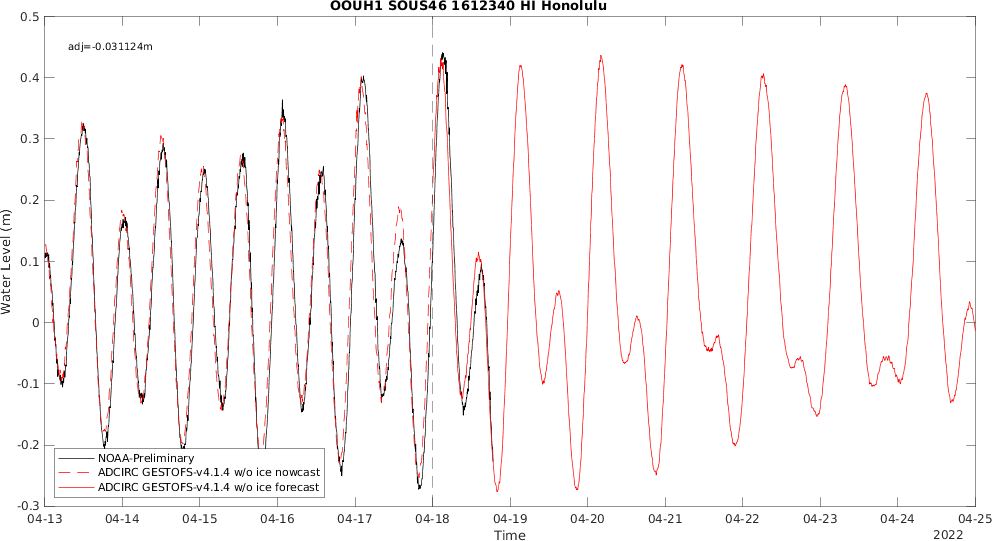 OOUH1 SOUS46 1612340 HI Honolulu
adj=-0.031124m
0.5
0.4
0.3
0.2
0.1
0
-0.1
-0.2
-0.3
Water Level (m)
NOAA-Preliminary
ADCIRC GESTOFS-v4.1.4 w/o ice nowcast
ADCIRC GESTOFS-v4.1.4 w/o ice forecast
04-13 04-14 04-15 04-16 04-17 04-18 04-19 04-20 04-21 04-22 04-23 04-24 04-25
Time
2022